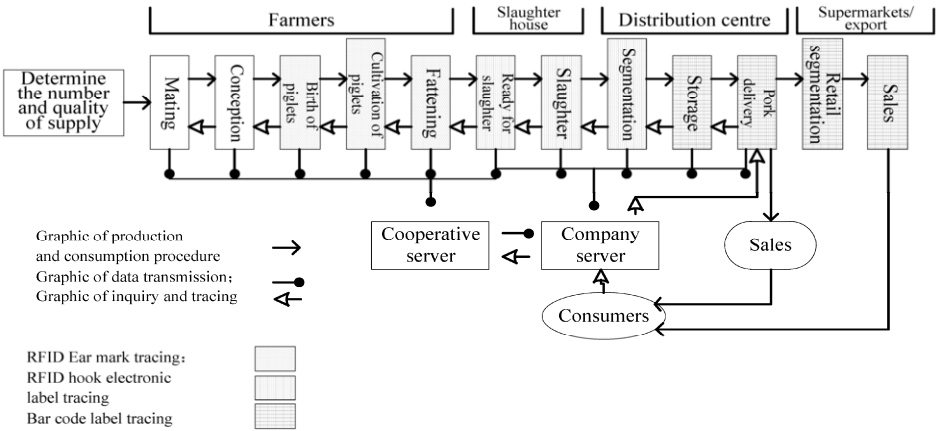 Farmers
Slaughter
house
Distribution centre
Supermarkets/
export
Determine
the number
and quality
of supply
Mating
Conception
Birth of
piglets
Cultivation of
piglets
Fattening
Ready for
slaughter
Slaughter
Segmentation
Storage
Pork
delivery
Retail
segmentation
Sales
Cooperative
server
Company
server
Sales
Consumers
Graphic of production
and consumption procedure
Graphic of data transmission;
Graphic of inquiry and tracing
RFID Ear mark tracing:
RFID hook electronic
label tracing
Bar code label tracing